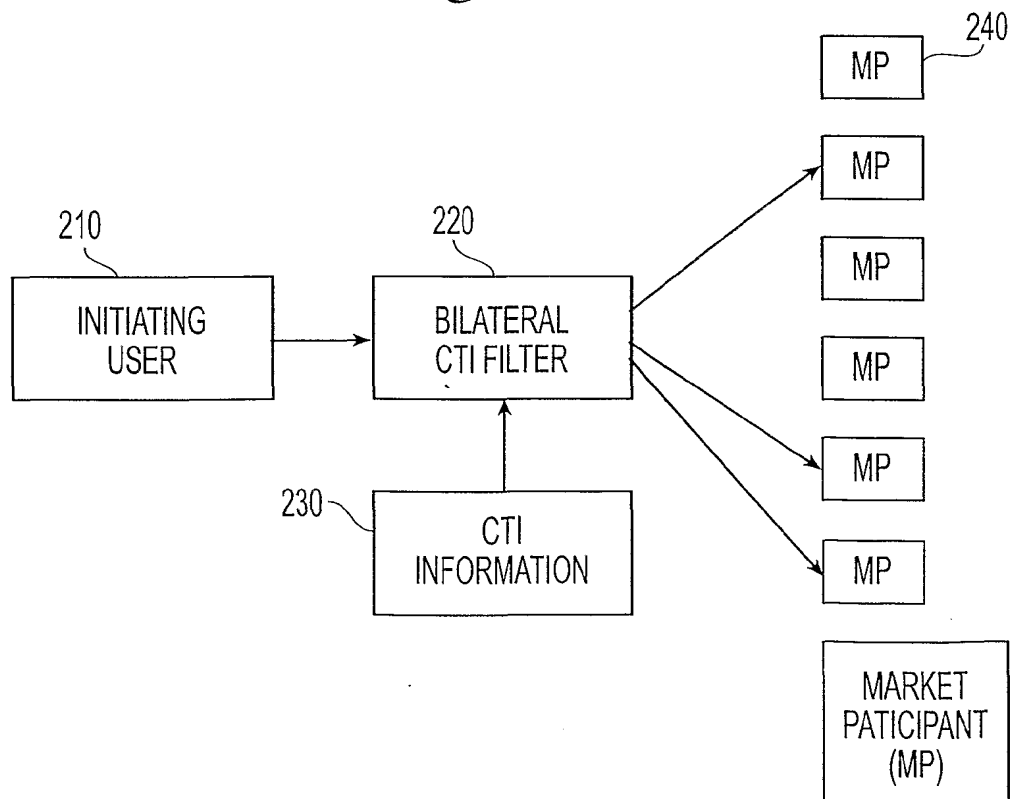 240
MP
MP
210
220
MP
INITIATING
USER
BILATERAL
CTI FILTER
MP
MP
230
CTI
INFORMATION
MP
MARKET
PATICIPANT
(MP)